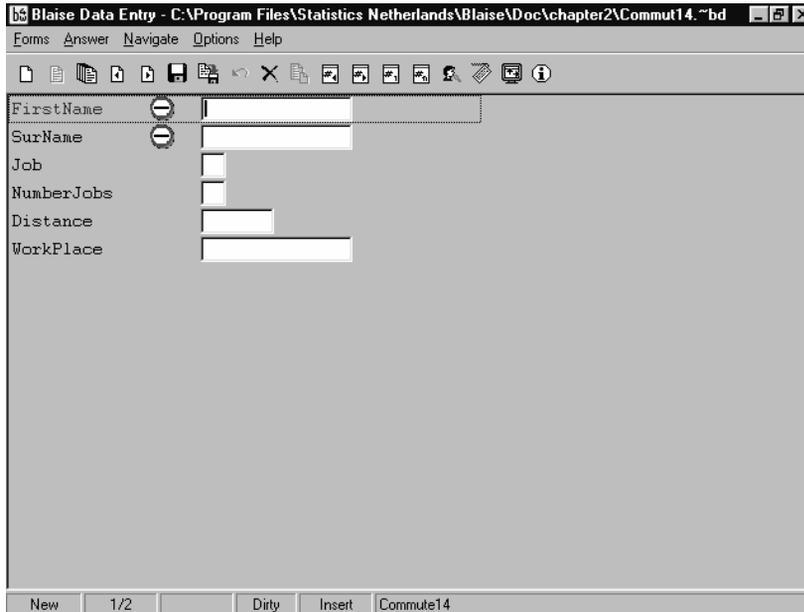 Blaise Data Entry - C:\Program Files\Statistics Netherlands\Blaise\Doc\chapter2\Commut14.~bd
Forms Answer Navigate Options Help
FirstName
SurName
Job
NumberJobs
Distance
WorkPlace
New 1/2 Dirty Insert Commute14